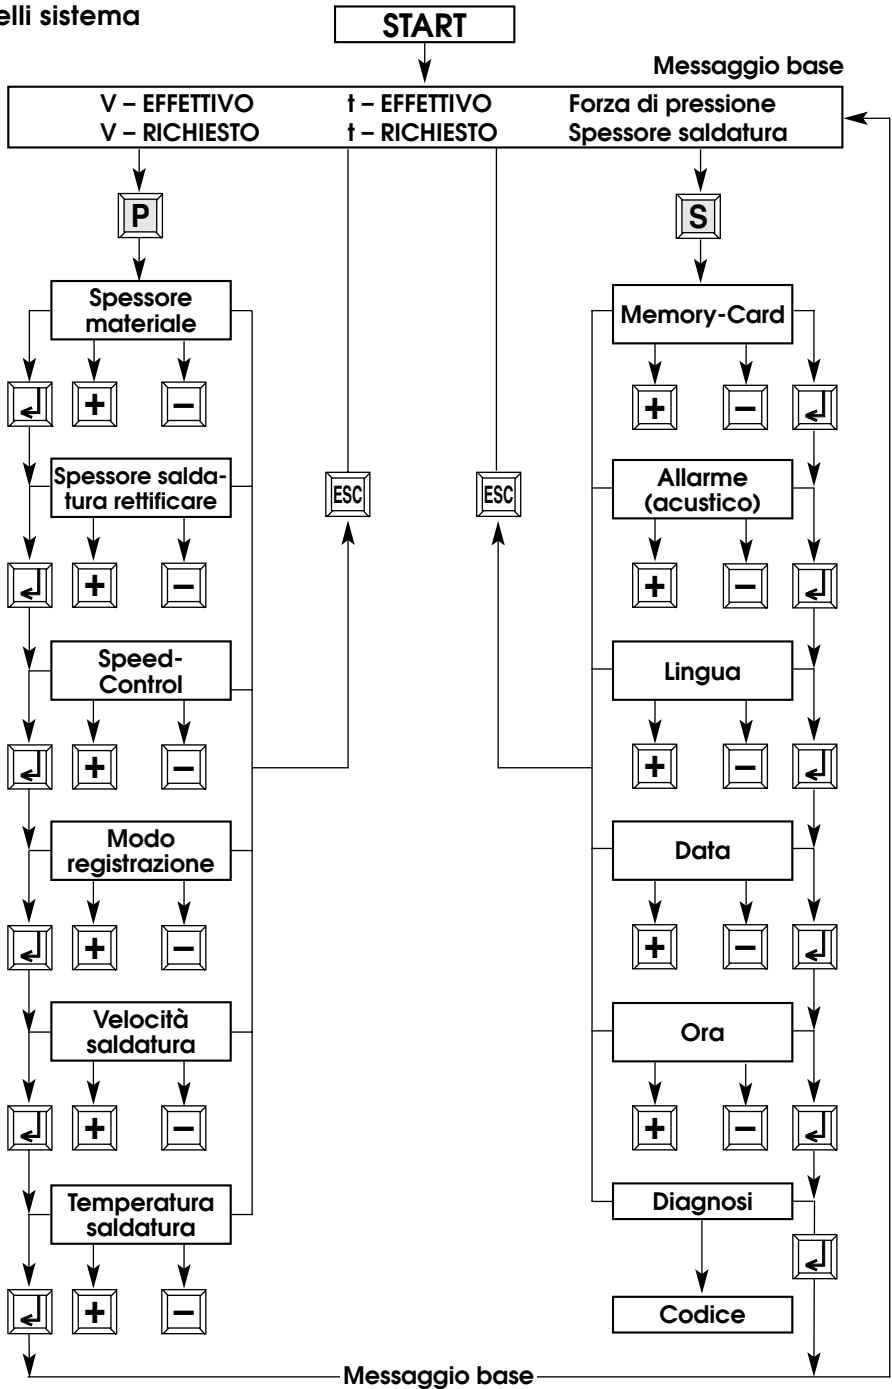 elli sistema
START
Messaggio base
V – EFFETTIVO t – EFFETTIVO Forza di pressione
V – RICHIESTO t – RICHIESTO Spessore saldatura
P
S
Spessore
materiale
Memory-Card
+ –
+ –
Spessore salda-
tura rettificare
ESC
ESC
Allarme
(acustico)
+ –
+ –
Speed-
Control
Lingua
+ –
+ –
Modo
registrazione
Data
+ –
+ –
Velocità
saldatura
Ora
+ –
+ –
Temperatura
saldatura
Diagnosi
+ –
Codice
Messaggio base